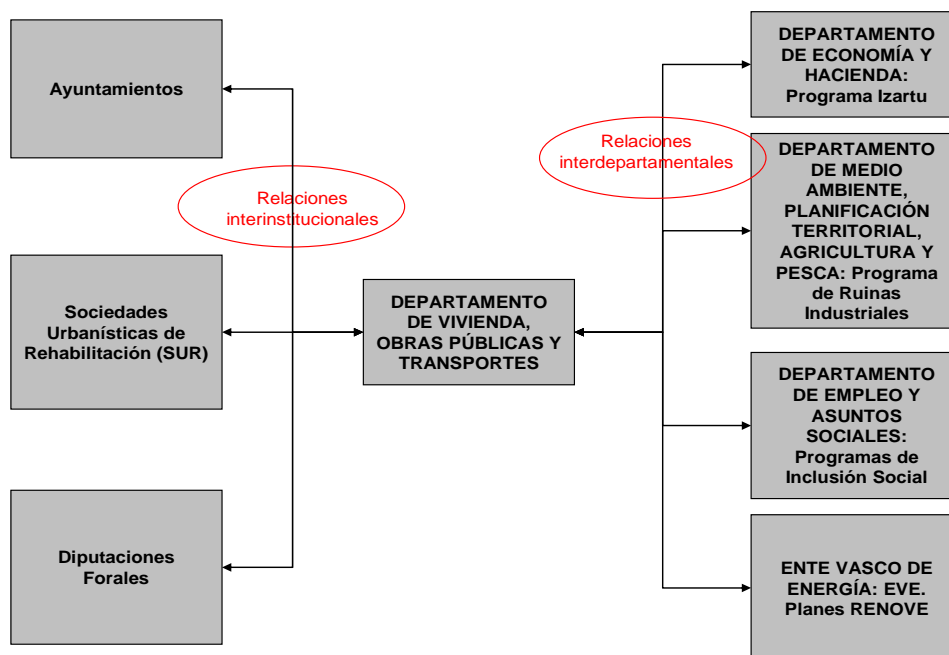 Ayuntamientos
Relaciones
interinstitucionales
Sociedades
Urbanísticas de
Rehabilitación (SUR)
Diputaciones
Forales
DEPARTAMENTO
DE VIVIENDA,
OBRAS PÚBLICAS Y
TRANSPORTES
Relaciones
interdepartamentales
DEPARTAMENTO
DE ECONOMÍA Y
HACIENDA:
Programa Izartu
DEPARTAMENTO
DE MEDIO
AMBIENTE,
PLANIFICACIÓN
TERRITORIAL,
AGRICULTURA Y
PESCA: Programa
de Ruinas
Industriales
DEPARTAMENTO
DE EMPLEO Y
ASUNTOS
SOCIALES:
Programas de
Inclusión Social
ENTE VASCO DE
ENERGÍA: EVE.
Planes RENOVE